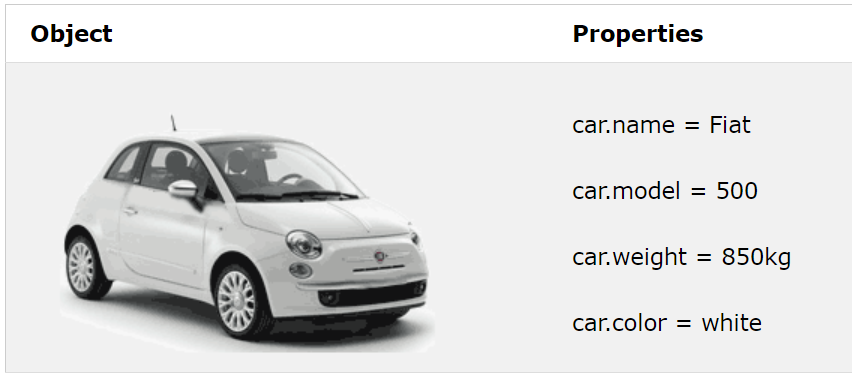 Object Properties
car.name = Fiat
car.model = 500
car.weight = 850kg
car.color = white